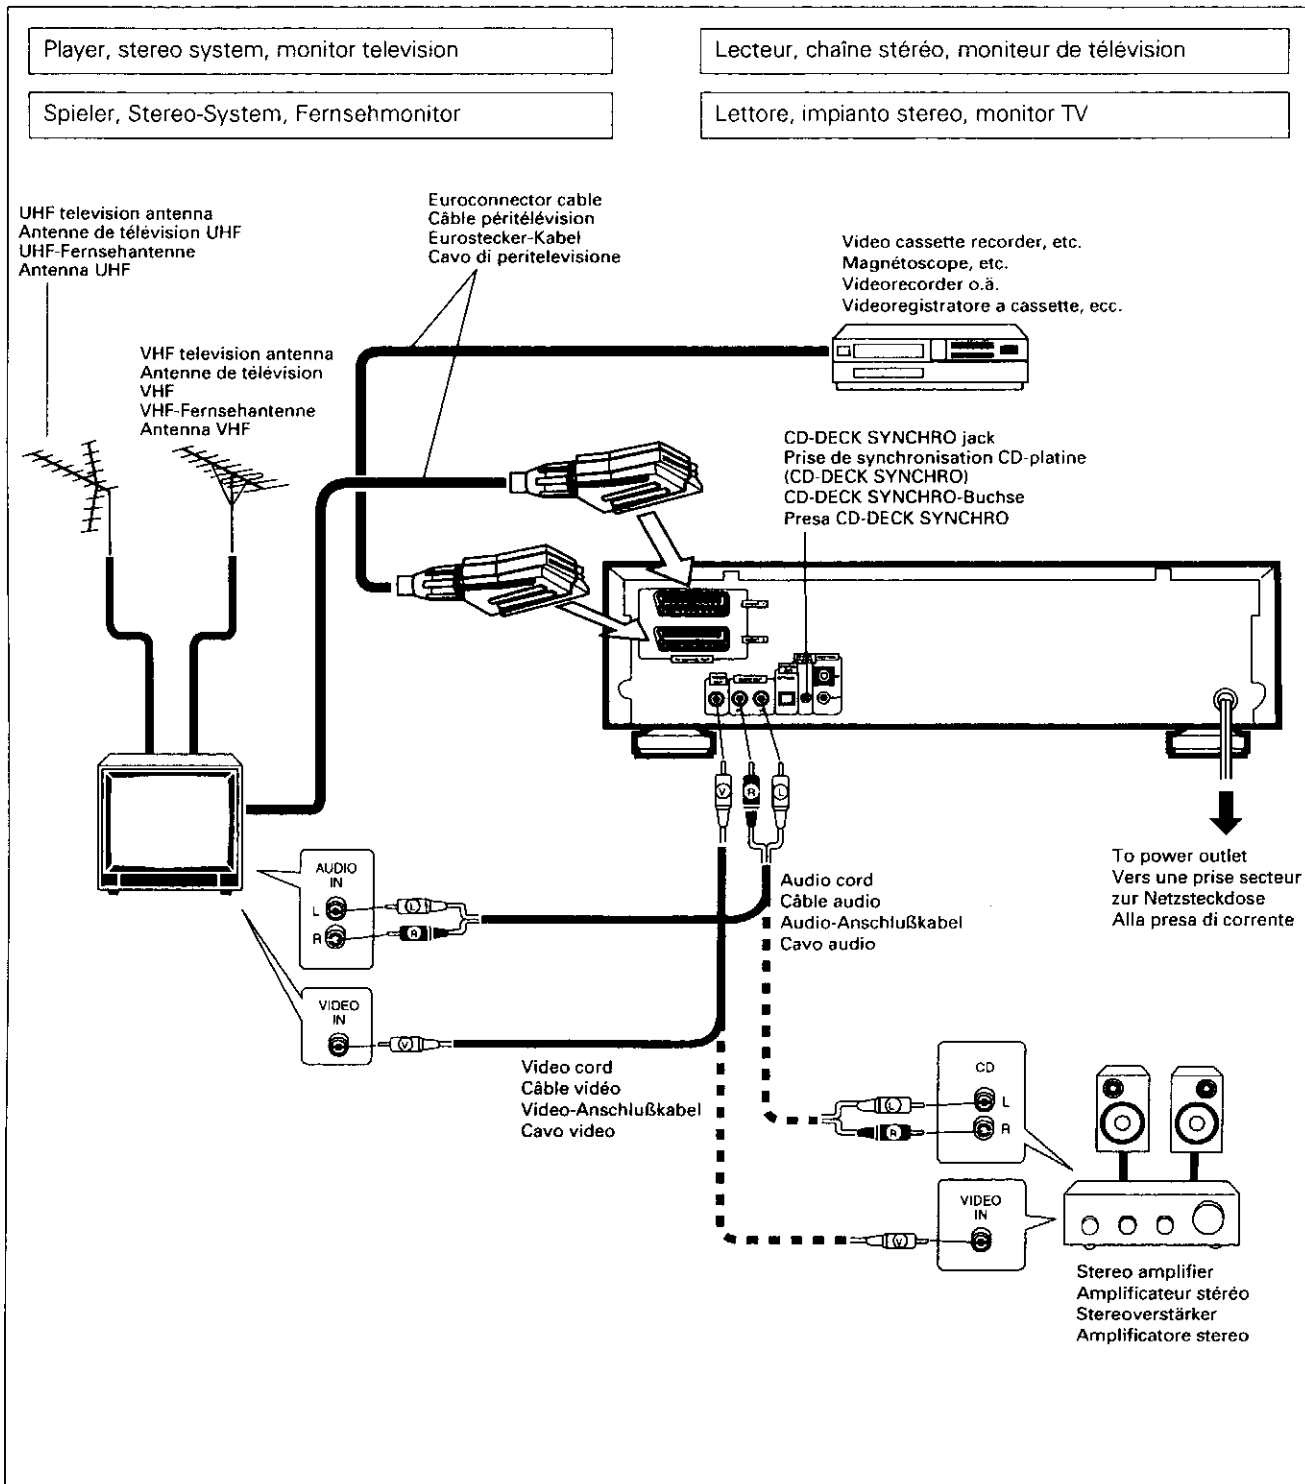 Player, stereo system, monitor television
Lecteur, chaîne stéréo, moniteur de télévision
Spieler, Stereo-System, Fernsehmonitor
Lettore, impianto stereo, monitor TV
UHF television antenna
Antenne de télévision UHF
UHF-Fernsehantenne
Antenna UHF
Euroconnector cable
Câble péritélévision
Eurostecker-Kabel
Cavo di peritelevisione
Video cassette recorder, etc.
Magnétoscope, etc.
Videorecorder o.ä.
Videoregistratore a cassette, ecc.
VHF television antenna
Antenne de télévision
VHF
VHF-Fernsehantenne
Antenna VHF
CD-DECK SYNCHRO jack
Prise de synchronisation CD-platine
(CD-DECK SYNCHRO)
CD-DECK SYNCHRO-Buchse
Presa CD-DECK SYNCHRO
V
R
L
To power outlet
Vers une prise secteur
zur Netzsteckdose
Alla presa di corrente
AUDIO
IN
L
L
R
R
Audio cord
Câble audio
Audio-Anschlußkabel
Cavo audio
VIDEO
IN
V
Video cord
Câble vidéo
Video-Anschlußkabel
Cavo video
CD
L
L
R
R
VIDEO
IN
V
Stereo amplifier
Amplificateur stéréo
Stereoverstärker
Amplificatore stereo